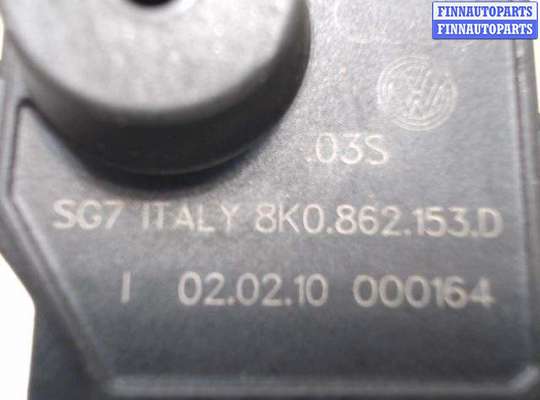 FINNAUTOPARTS
FINNAUTOPARTS
.03S
SG7 ITALY 8K0.862.153.D
I 02.02.10 000164